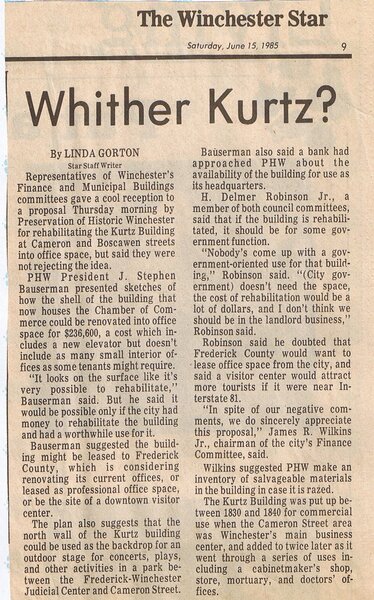 The Winchester Star
Saturday, June 15, 1985
9
Whither Kurtz?
By LINDA GORTON
Star Staff Writer
Representatives of Winchester's
Finance and Municipal Buildings
committees gave a cool reception to
a proposal Thursday morning by
Preservation of Historic Winchester
for rehabilitating the Kurtz Building
at Cameron and Boscawen streets
into office space, but said they were
not rejecting the idea.
PHW President J. Stephen
Bauserman presented sketches of
how the shell of the building that
now houses the Chamber of Com-
merce could be renovated into office
space for $236,600, a cost which in-
cludes a new elevator but doesn't
include as many small interior of-
fices as some tenants might require.
"It looks on the surface like it's
very possible to rehabilitate,"
Bauserman said. But he said it
would be possible only if the city had
money to rehabilitate the building
and had a worthwhile use for it.
Bauserman suggested the build-
ing might be leased to Frederick
County, which is considering
renovating its current offices, or
leased as professional office space,
or be the site of a downtown visitor
center.
The plan also suggests that the
north wall of the Kurtz building
could be used as the backdrop for an
outdoor stage for concerts, plays,
and other activities in a park be-
tween the Frederick-Winchester
Judicial Center and Cameron Street.
Bauserman also said a bank had
approached PHW about the
availability of the building for use as
its headquarters.
H. Delmer Robinson Jr., a
member of both council committees,
said that if the building is rehabili-
tated, it should be for some gov-
ernment function.
"Nobody's come up with a gov-
ernment-oriented use for that build-
ing," Robinson said. "(City gov-
ernment) doesn't need the space,
the cost of rehabilitation would be a
lot of dollars, and I don't think we
should be in the landlord business,"
Robinson said.
Robinson said he doubted that
Frederick County would want to
lease office space from the city, and
said a visitor center would attract
more tourists if it were near In-
terstate 81.
"In spite of our negative com-
ments, we do sincerely appreciate
this proposal," James R. Wilkins
Jr., chairman of the city's Finance
Committee, said.
Wilkins suggested PHW make an
inventory of salvageable materials
in the building in case it is razed.
The Kurtz Building was put up be-
tween 1830 and 1840 for commercial
use when the Cameron Street area
was Winchester's main business
center, and added to twice later as it
went through a series of uses includ-
ing a cabinetmaker's shop,
store, mortuary, and doctors' of-
fices.